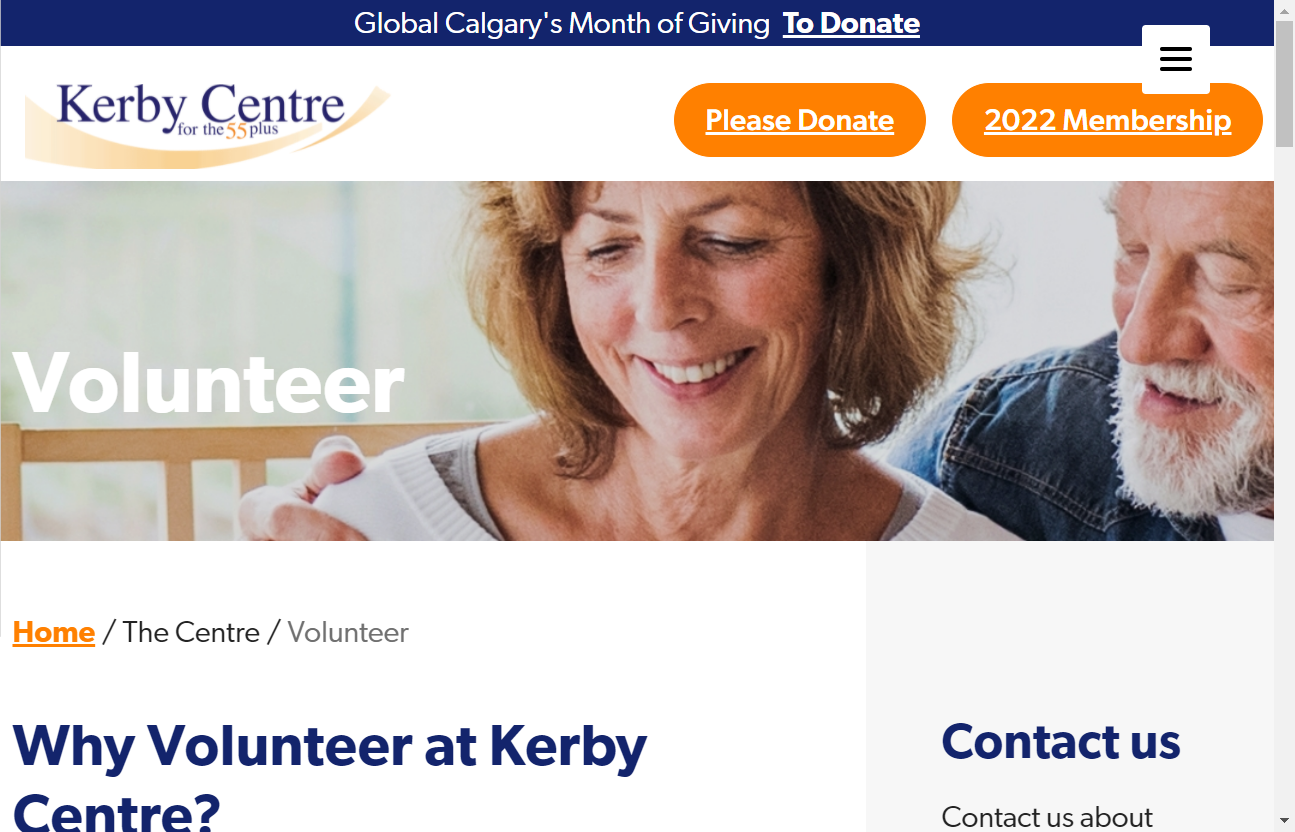 Global Calgary's Month of Giving To Donate
Kerby Centre
for the 55 plus
Please Donate
2022 Membership
Volunteer
Home / The Centre / Volunteer
Why Volunteer at Kerby
Centre?
Contact us
Contact us about